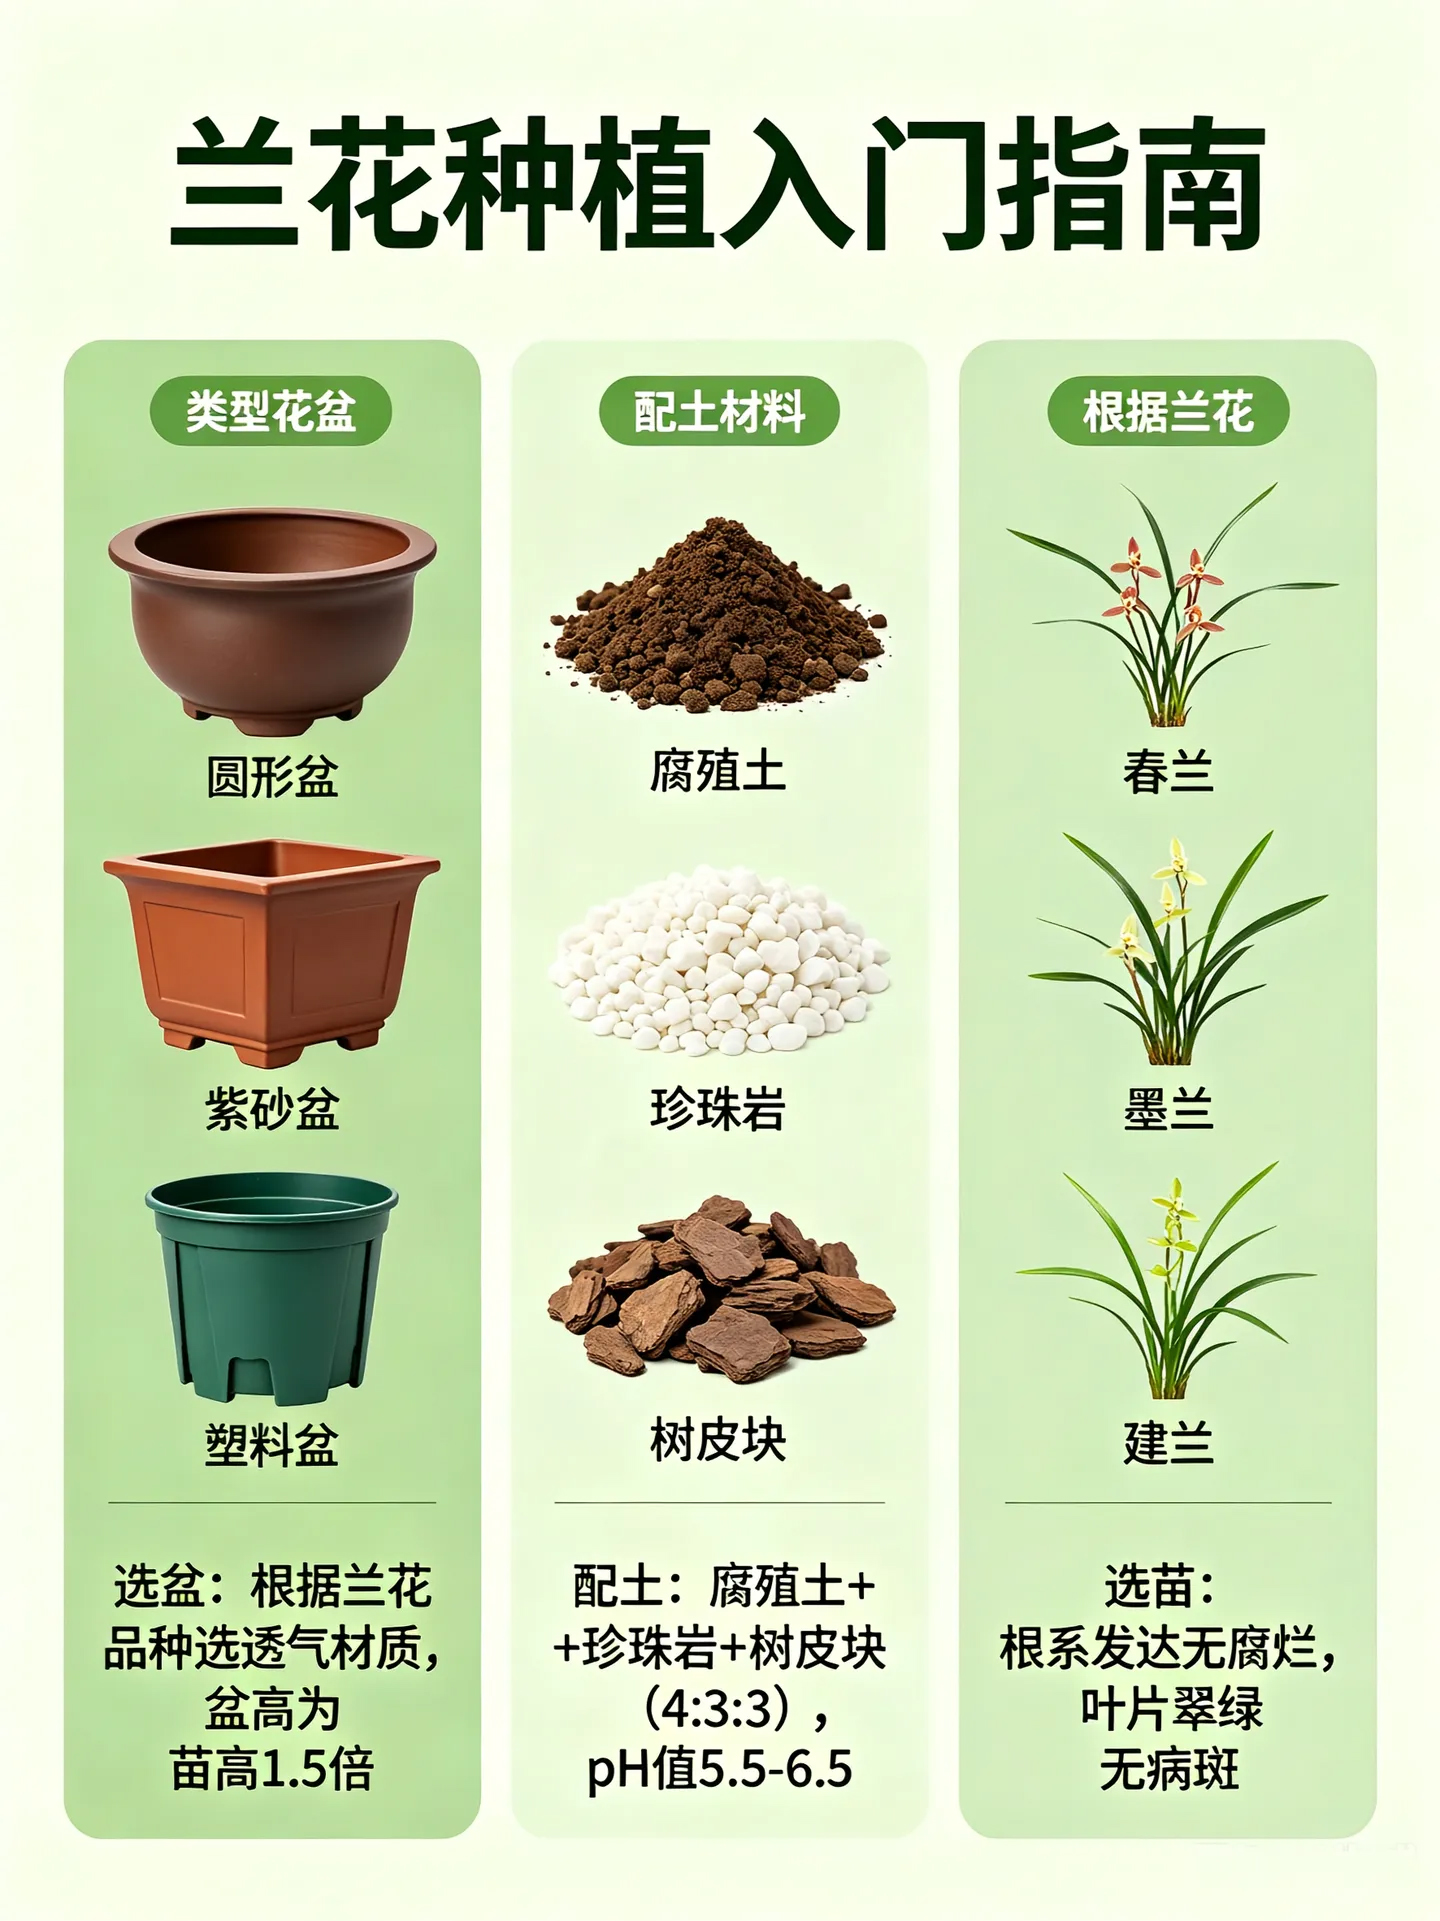 兰花种植入门指南
类型花盆
圆形盆
紫砂盆
塑料盆
选盆：根据兰花
品种选透气材质，
盆高为
苗高1.5倍
配土材料
腐殖土
珍珠岩
树皮块
配土：腐殖土+
+珍珠岩+树皮块
（4:3:3），
pH值5.5-6.5
根据兰花
春兰
墨兰
建兰
选苗：
根系发达无腐烂，
叶片翠绿
无病斑